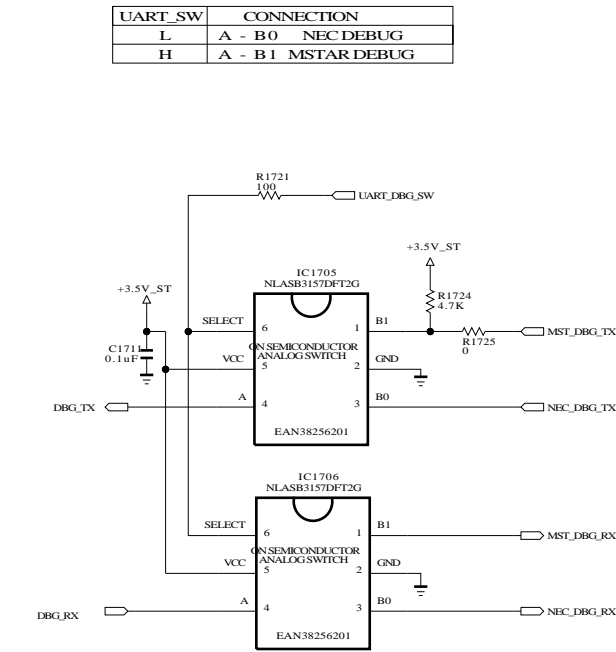 UART_SW CONNECTION
L A - B0 NEC DEBUG
H A - B1 MSTAR DEBUG
R1721
100
UART_DBG_SW
+3.5V_ST
IC1705
NLASB3157DFT2G
+3.5V_ST
R1724
4.7K
SELECT 6 1 B1
MST_DBG_TX
R1725
0
C1711
0.1uF
ON SEMICONDUCTOR
ANALOG SWITCH
VCC 5 2 GND
DBG_TX A 4 3 B0 NEC_DBG_TX
EAN38256201
IC1706
NLASB3157DFT2G
SELECT 6 1 B1 MST_DBG_RX
ON SEMICONDUCTOR
ANALOG SWITCH
VCC 5 2 GND
DBG_RX A 4 3 B0 NEC_DBG_RX
EAN38256201